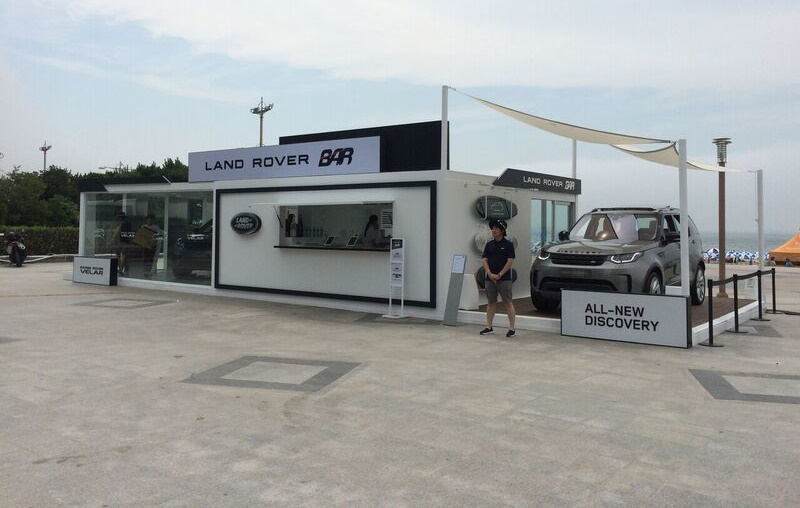 LAND ROVER BAR
LAND ROVER BAR
LAND
ROVER
RANGE ROVER
VELAR
ALL-NEW
DISCOVERY